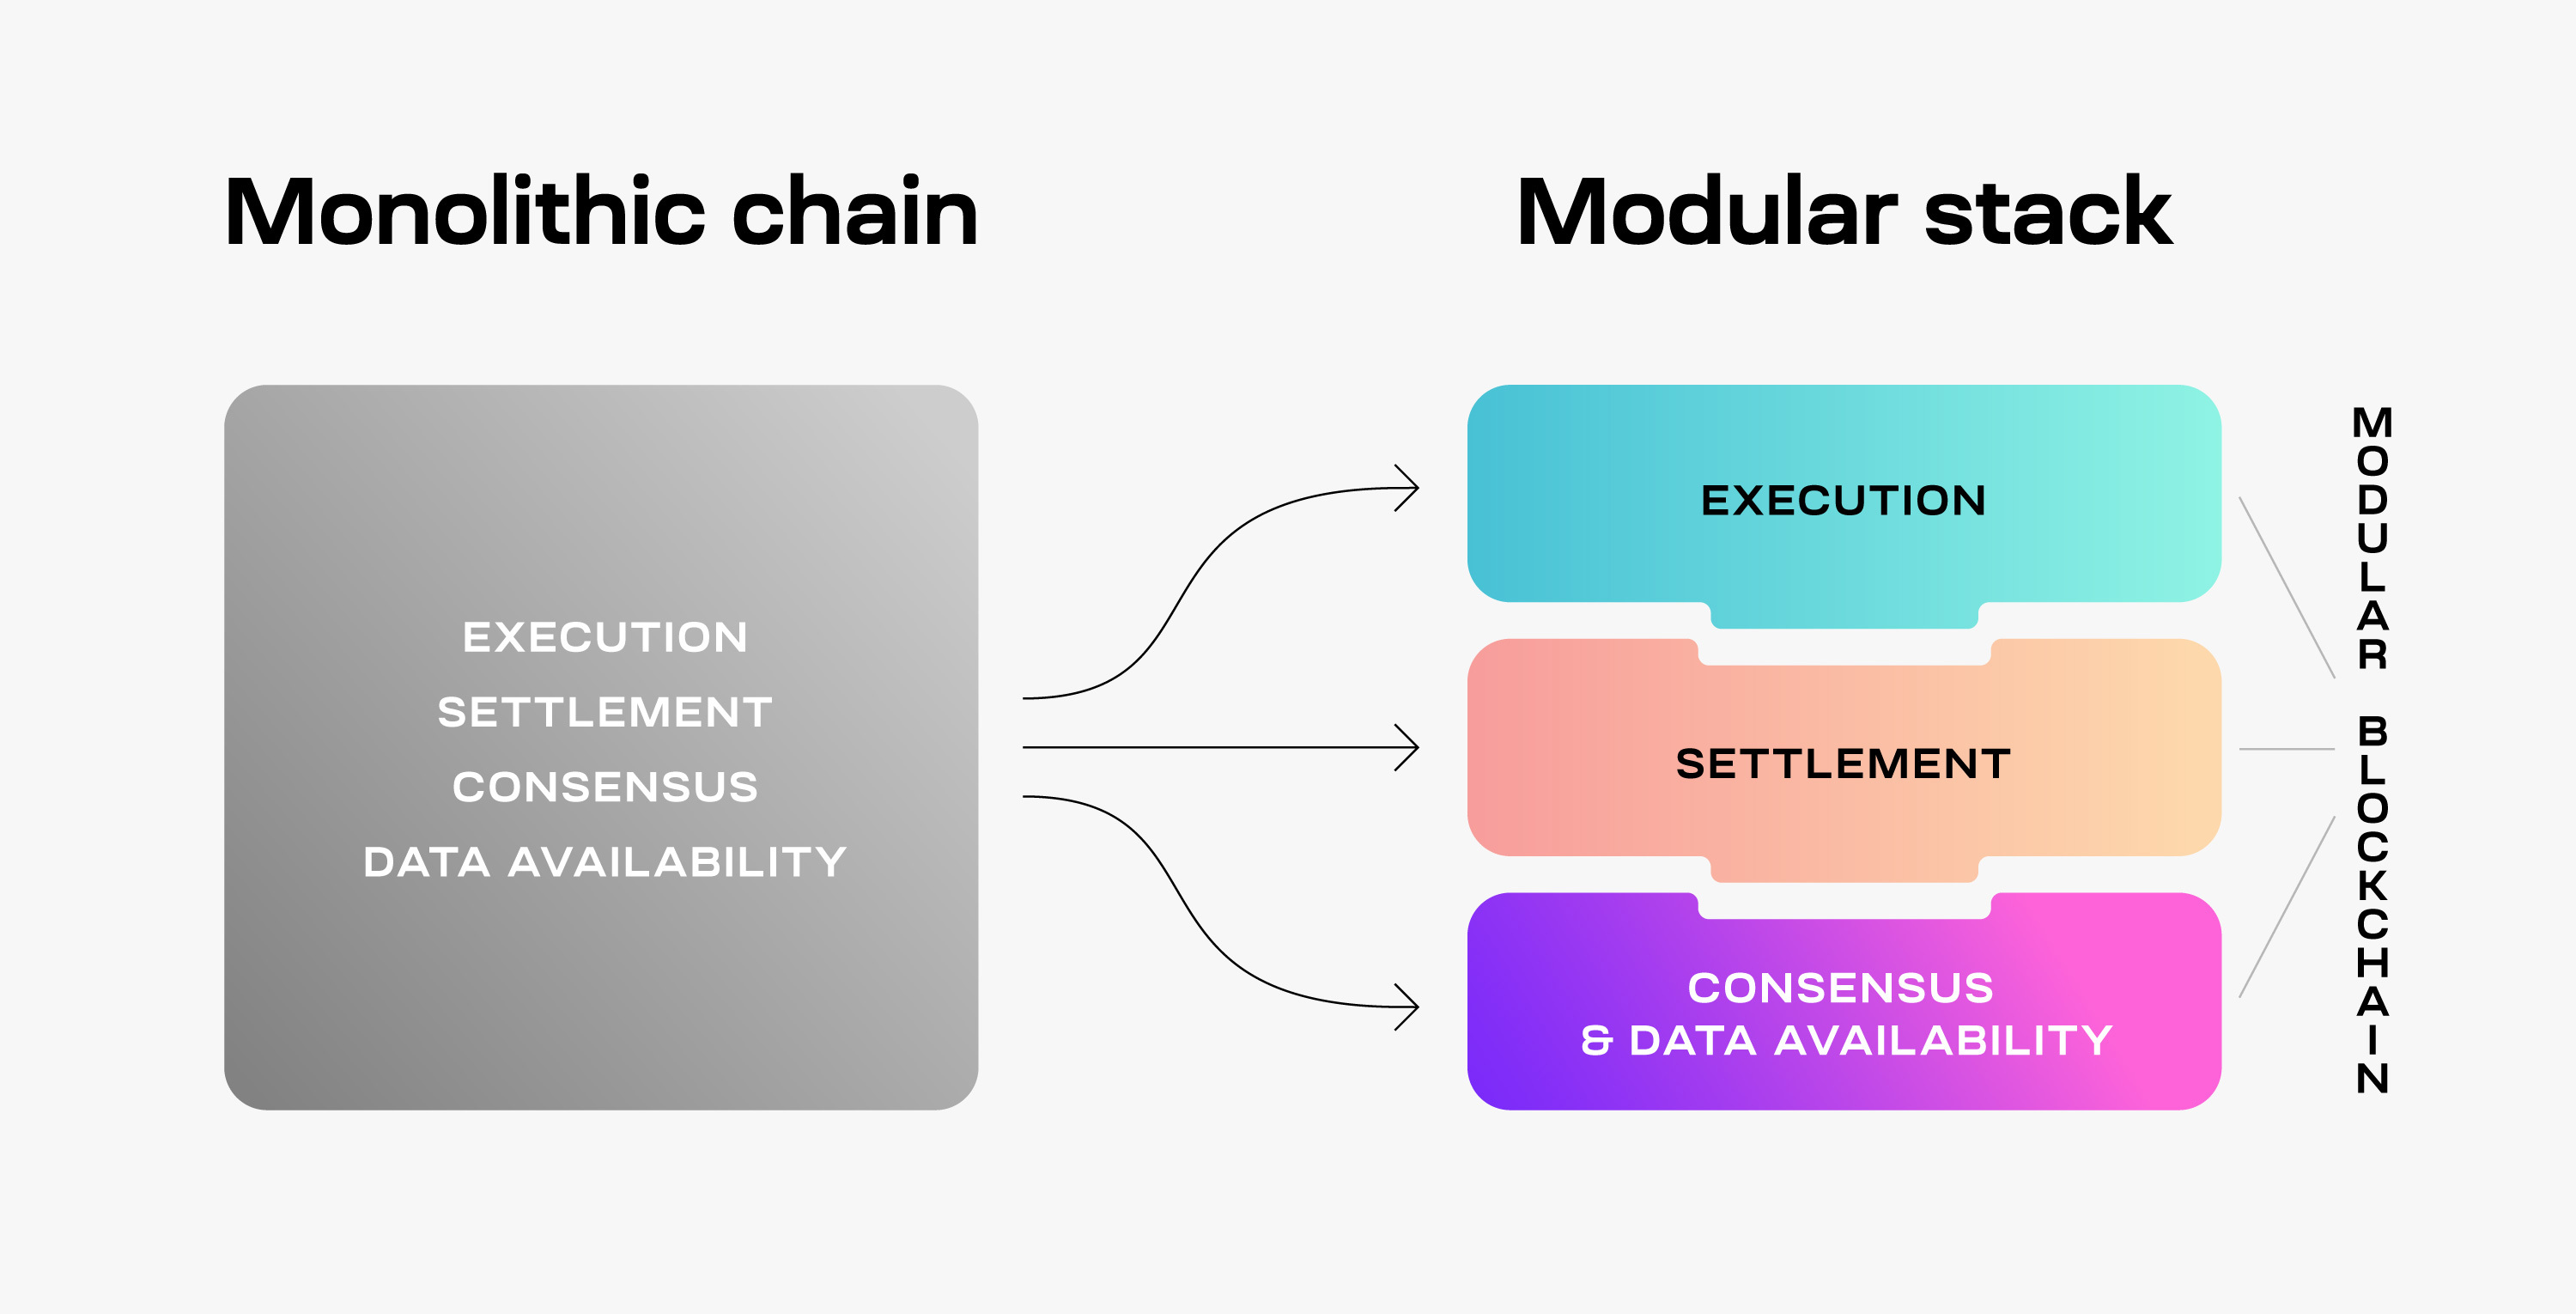 Monolithic chain
EXECUTION
SETTLEMENT
CONSENSUS
DATA AVAILABILITY
Modular stack
EXECUTION
SETTLEMENT
CONSENSUS
& DATA AVAILABILITY
MODULAR BLOCKCHAIN